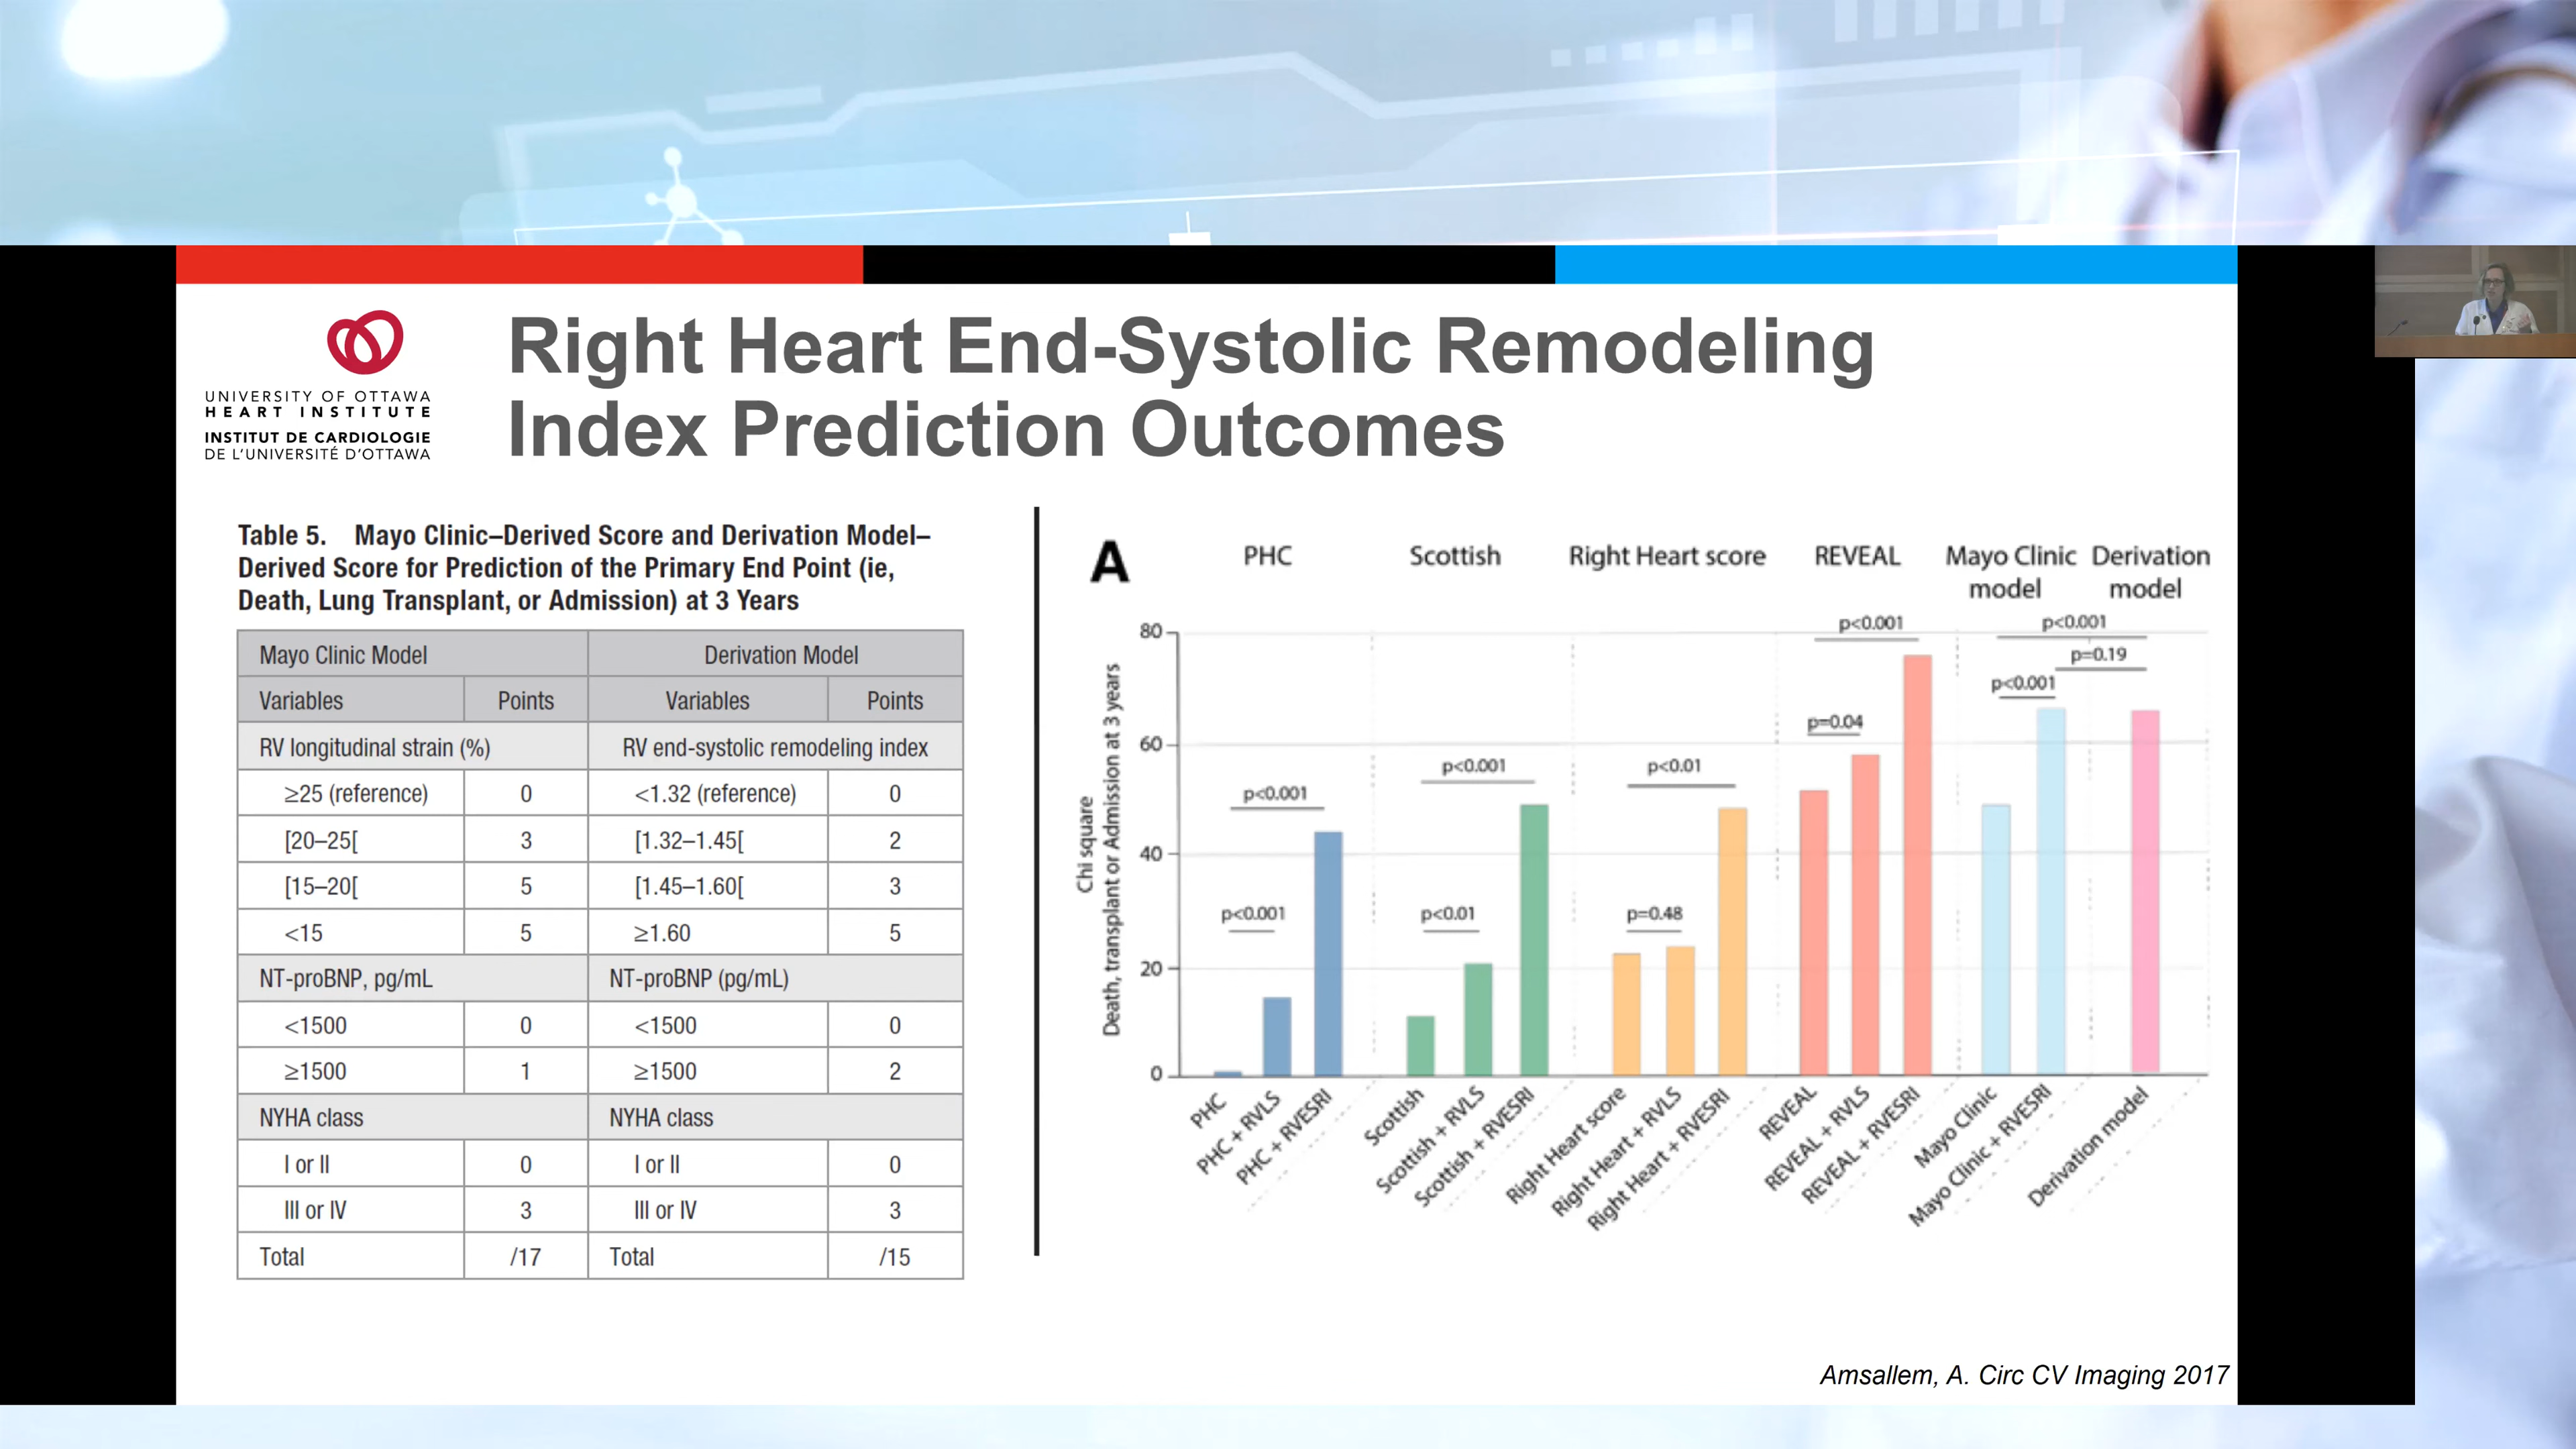 UNIVERSITY OF OTTAWA
HEART INSTITUTE
INSTITUT DE CARDIOLOGIE
DE L'UNIVERSITÉ D'OTTAWA
Right Heart End-Systolic Remodeling
Index Prediction Outcomes
Table 5. Mayo Clinic–Derived Score and Derivation Model–
Derived Score for Prediction of the Primary End Point (ie,
Death, Lung Transplant, or Admission) at 3 Years
Mayo Clinic Model Derivation Model
Variables Points Variables Points
RV longitudinal strain (%) RV end-systolic remodeling index
≥25 (reference) 0 <1.32 (reference) 0
[20–25[ 3 [1.32–1.45[ 2
[15–20[ 5 [1.45–1.60[ 3
<15 5 ≥1.60 5
NT-proBNP, pg/mL NT-proBNP (pg/mL)
<1500 0 <1500 0
≥1500 1 ≥1500 2
NYHA class NYHA class
I or II 0 I or II 0
III or IV 3 III or IV 3
Total /17 Total /15
A
PHC Scottish Right Heart score REVEAL Mayo Clinic Derivation
model model
Chi square
Death, transplant or Admission at 3 years
80
60
40
20
0
p<0.001
p<0.001
p<0.001
p<0.01
p<0.01
p=0.48
p<0.001
p=0.04
p<0.001
p=0.19
p<0.001
PHC
PHC + RVLS
PHC + RVESRI
Scottish
Scottish + RVLS
Scottish + RVESRI
Right Heart score
Right Heart + RVLS
Right Heart + RVESRI
REVEAL
REVEAL + RVLS
REVEAL + RVESRI
Mayo Clinic
Mayo Clinic + RVESRI
Derivation model
Amsallem, A. Circ CV Imaging 2017